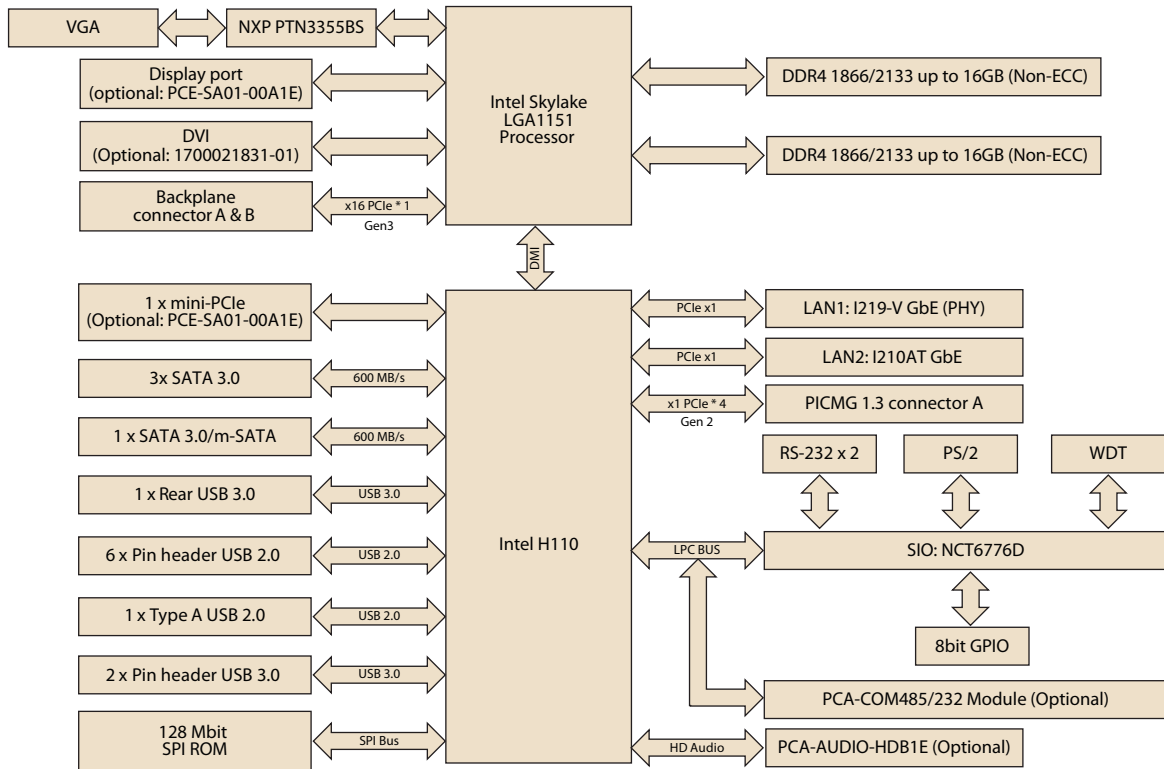 VGA
NXP PTN3355BS
Display port
(optional: PCE-SA01-00A1E)
DVI
(Optional: 1700021831-01)
Backplane
connector A & B
x16 PCIe * 1
Gen3
Intel Skylake
LGA1151
Processor
DDR4 1866/2133 up to 16GB (Non-ECC)
DDR4 1866/2133 up to 16GB (Non-ECC)
DMI
1 x mini-PCIe
(Optional: PCE-SA01-00A1E)
3x SATA 3.0
600 MB/s
1 x SATA 3.0/m-SATA
600 MB/s
1 x Rear USB 3.0
USB 3.0
6 x Pin header USB 2.0
USB 2.0
1 x Type A USB 2.0
USB 2.0
2 x Pin header USB 3.0
USB 3.0
128 Mbit
SPI ROM
SPI Bus
Intel H110
PCIe x1
LAN1: I219-V GbE (PHY)
PCIe x1
LAN2: I210AT GbE
x1 PCIe * 4
Gen 2
PICMG 1.3 connector A
RS-232 x 2
PS/2
WDT
LPC BUS
SIO: NCT6776D
8bit GPIO
PCA-COM485/232 Module (Optional)
HD Audio
PCA-AUDIO-HDB1E (Optional)